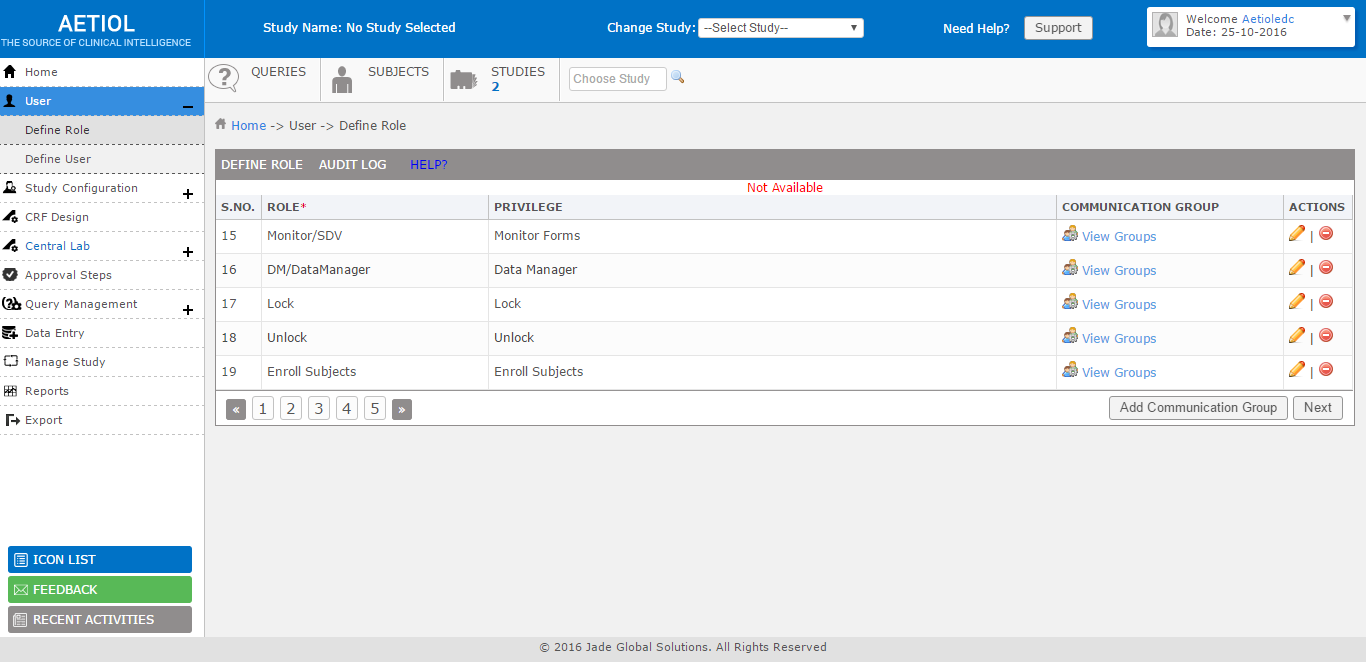 AETIOL
THE SOURCE OF CLINICAL INTELLIGENCE
Study Name: No Study Selected
Change Study: --Select Study--
Need Help? Support
Welcome Aetioledc
Date: 25-10-2016
Home
User
Define Role
Define User
Study Configuration
CRF Design
Central Lab
Approval Steps
Query Management
Data Entry
Manage Study
Reports
Export
ICON LIST
FEEDBACK
RECENT ACTIVITIES
QUERIES
SUBJECTS
STUDIES
2
Choose Study
Home -> User -> Define Role
DEFINE ROLE AUDIT LOG HELP?
Not Available
S.NO. ROLE* PRIVILEGE COMMUNICATION GROUP ACTIONS
15 Monitor/SDV Monitor Forms View Groups |
16 DM/DataManager Data Manager View Groups |
17 Lock Lock View Groups |
18 Unlock Unlock View Groups |
19 Enroll Subjects Enroll Subjects View Groups |
« 1 2 3 4 5 » Add Communication Group Next
© 2016 Jade Global Solutions. All Rights Reserved